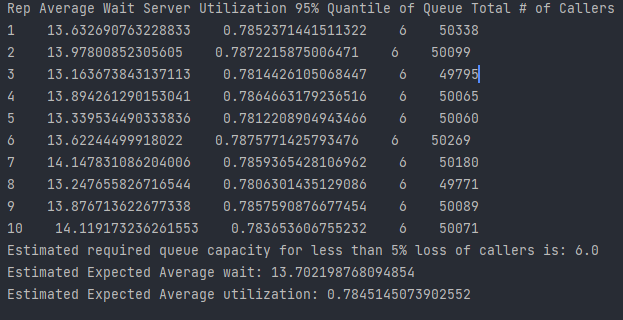 Rep Average Wait Server Utilization 95% Quantile of Queue Total # of Callers
1    13.632690763228833    0.7852371441511322    6    50338
2    13.97800852305605    0.7872215875006471    6    50099
3    13.163673843137113    0.7814426105068447    6    49795
4    13.894261290153041    0.7864663179236516    6    50065
5    13.339534490333836    0.7812208904943466    6    50060
6    13.62244499918022    0.7875771425793476    6    50269
7    14.147831086204006    0.7859365428106962    6    50180
8    13.247655826716544    0.7806301435129086    6    49771
9    13.876713622677338    0.7857590876677454    6    50089
10    14.119173236261553    0.783653606755232    6    50071
Estimated required queue capacity for less than 5% loss of callers is: 6.0
Estimated Expected Average wait: 13.702198768094854
Estimated Expected Average utilization: 0.7845145073902552